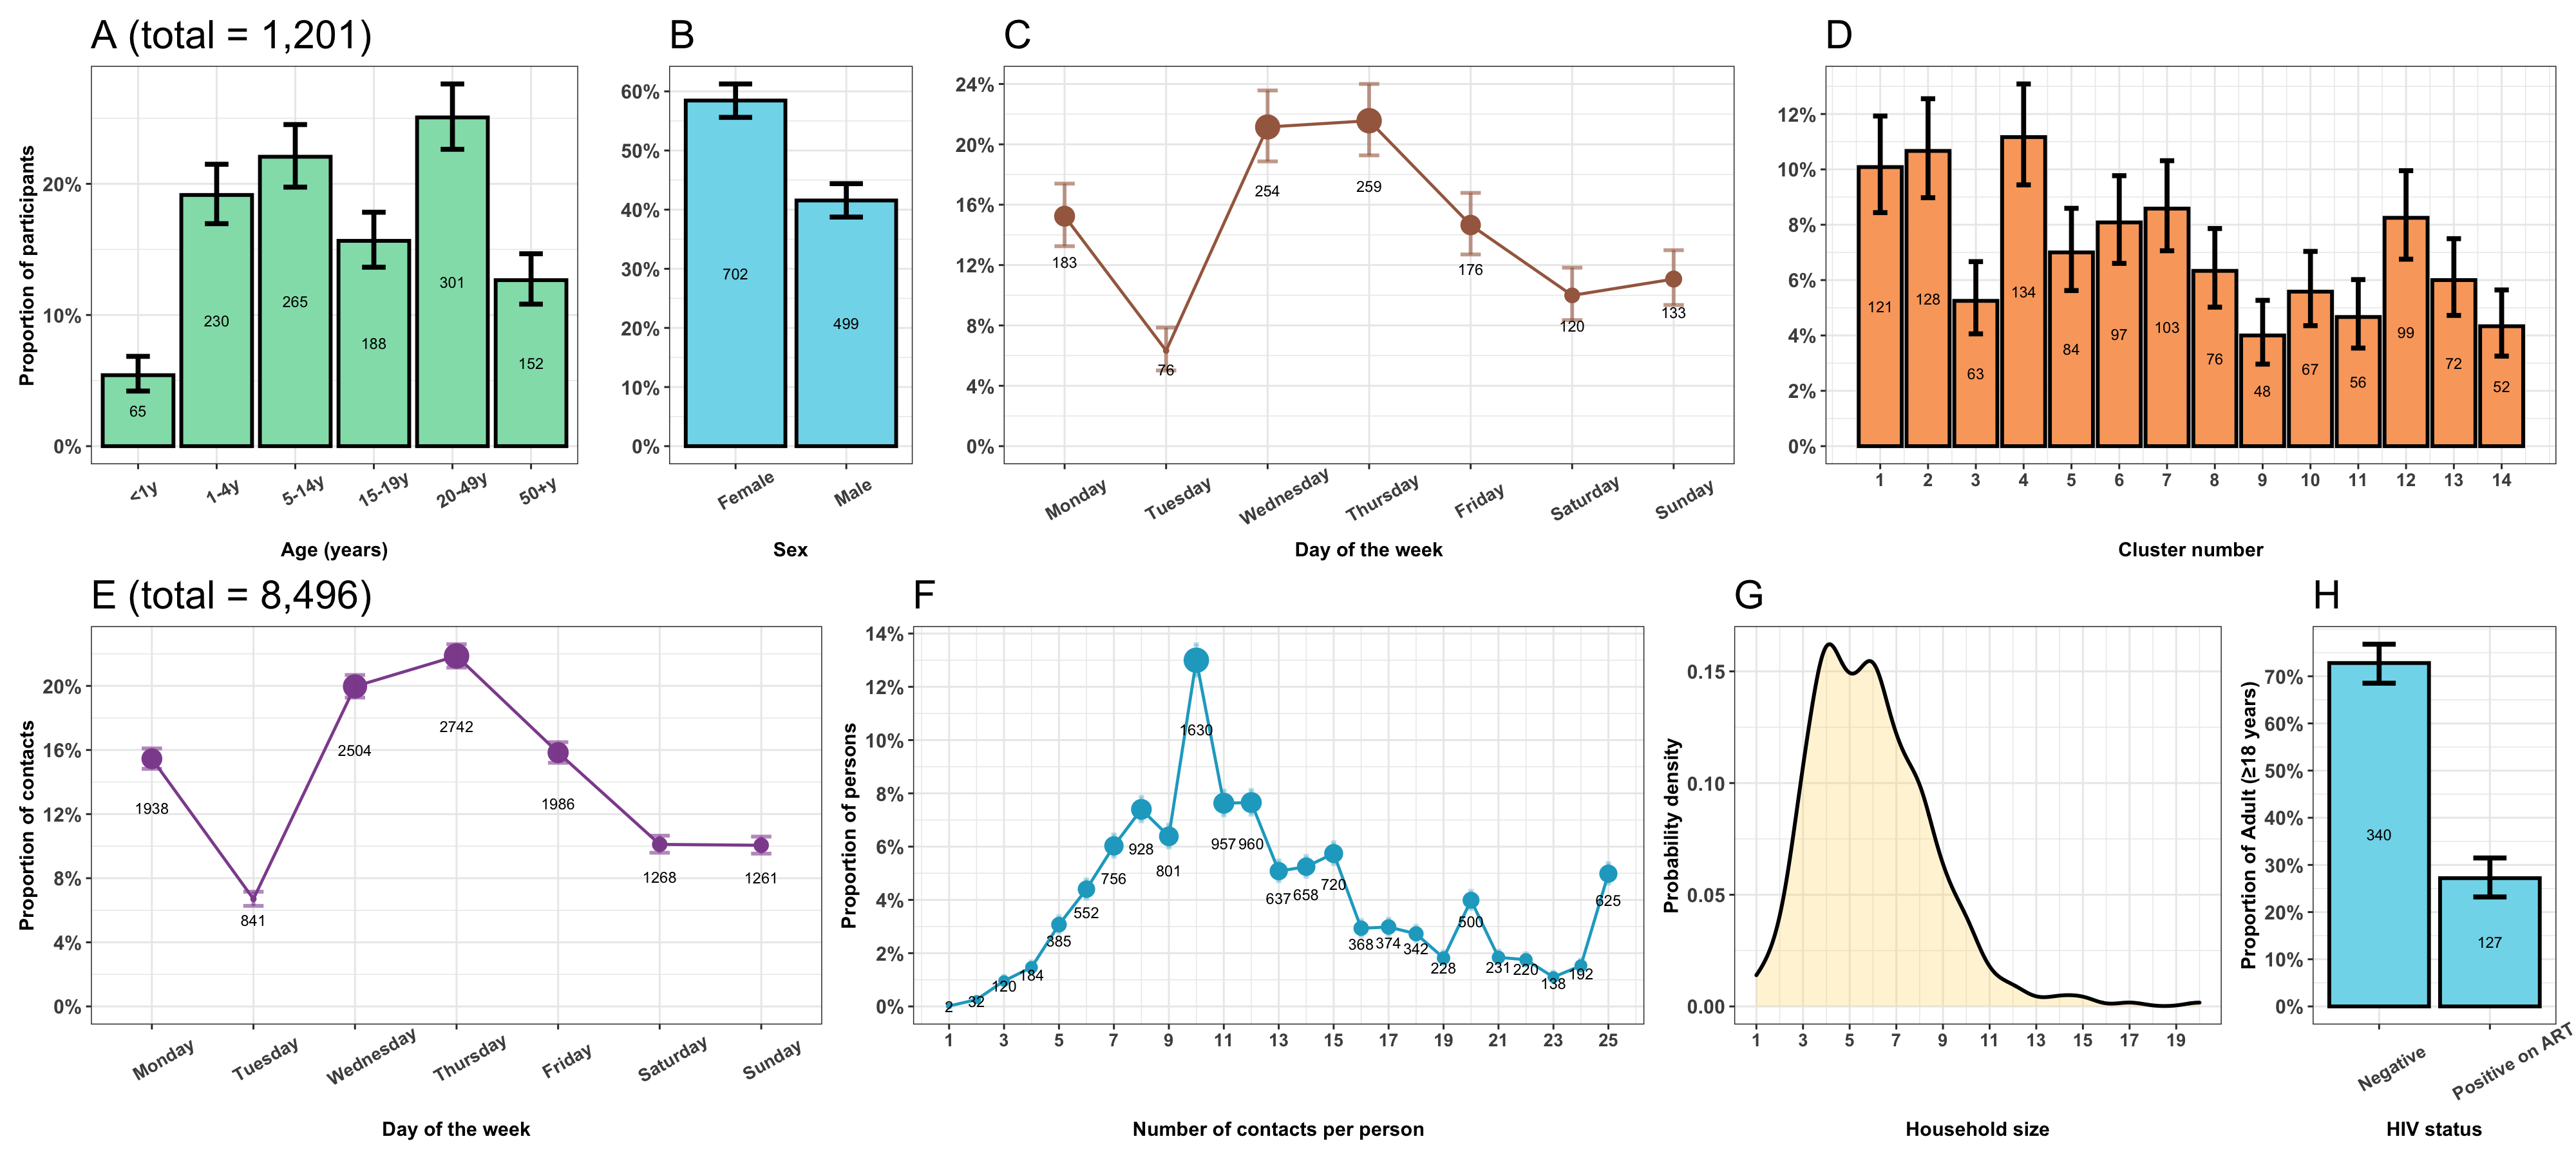 A (total = 1,201)
Proportion of participants
20%
10%
0%
65
230
265
188
301
152
<1y
1-4y
5-14y
15-19y
20-49y
50+y
Age (years)
B
60%
50%
40%
30%
20%
10%
0%
702
499
Female
Male
Sex
C
24%
20%
16%
12%
8%
4%
0%
183
76
254
259
176
120
133
Monday
Tuesday
Wednesday
Thursday
Friday
Saturday
Sunday
Day of the week
D
12%
10%
8%
6%
4%
2%
0%
121
128
63
134
84
97
103
76
48
67
56
99
72
52
1 2 3 4 5 6 7 8 9 10 11 12 13 14
Cluster number
E (total = 8,496)
Proportion of contacts
20%
16%
12%
8%
4%
0%
1938
841
2504
2742
1986
1268
1261
Monday
Tuesday
Wednesday
Thursday
Friday
Saturday
Sunday
Day of the week
F
Proportion of persons
14%
12%
10%
8%
6%
4%
2%
0%
2
32
120
184
385
552
756
928
801
1630
957
960
637
658
720
368
374
342
228
500
231
220
138
192
625
1 3 5 7 9 11 13 15 17 19 21 23 25
Number of contacts per person
G
Probability density
0.15
0.10
0.05
0.00
1 3 5 7 9 11 13 15 17 19
Household size
H
Proportion of Adult (≥18 years)
70%
60%
50%
40%
30%
20%
10%
0%
340
127
Negative
Positive on ART
HIV status